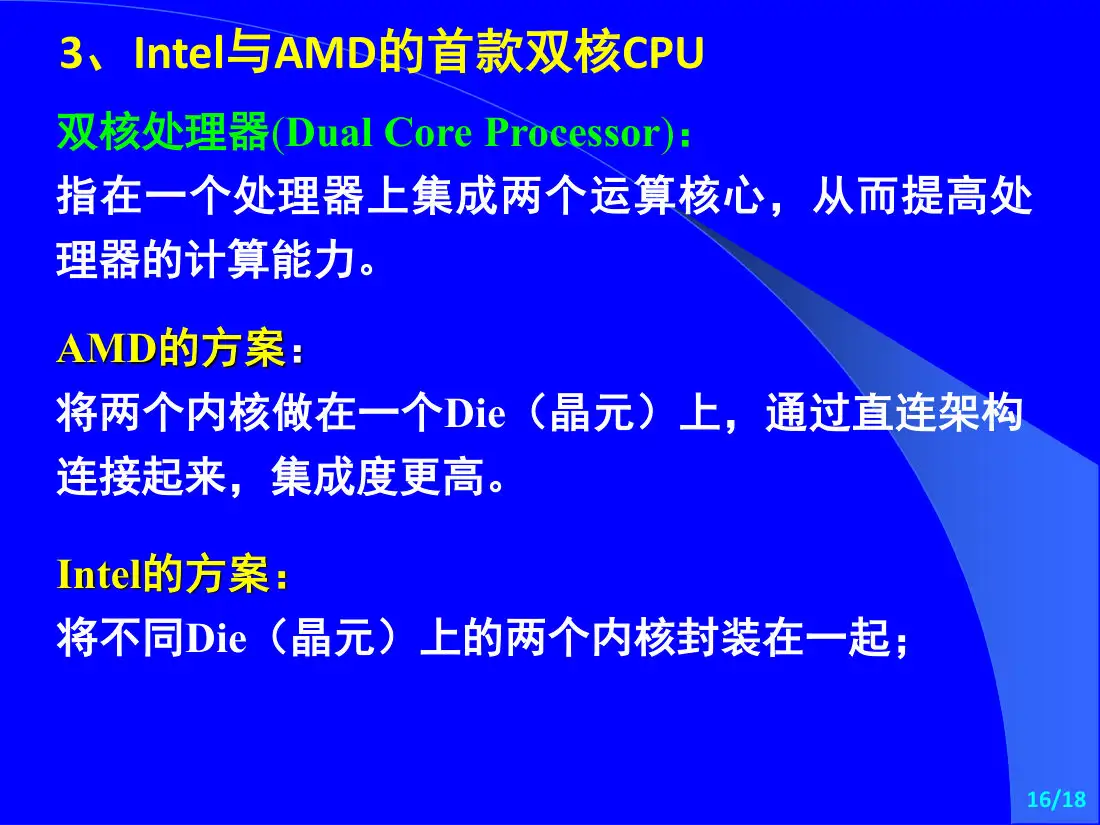 3、Intel与AMD的首款双核CPU
双核处理器(Dual Core Processor)：
指在一个处理器上集成两个运算核心，从而提高处
理器的计算能力。
AMD的方案：
将两个内核做在一个Die（晶元）上，通过直连架构
连接起来，集成度更高。
Intel的方案：
将不同Die（晶元）上的两个内核封装在一起；
16/18